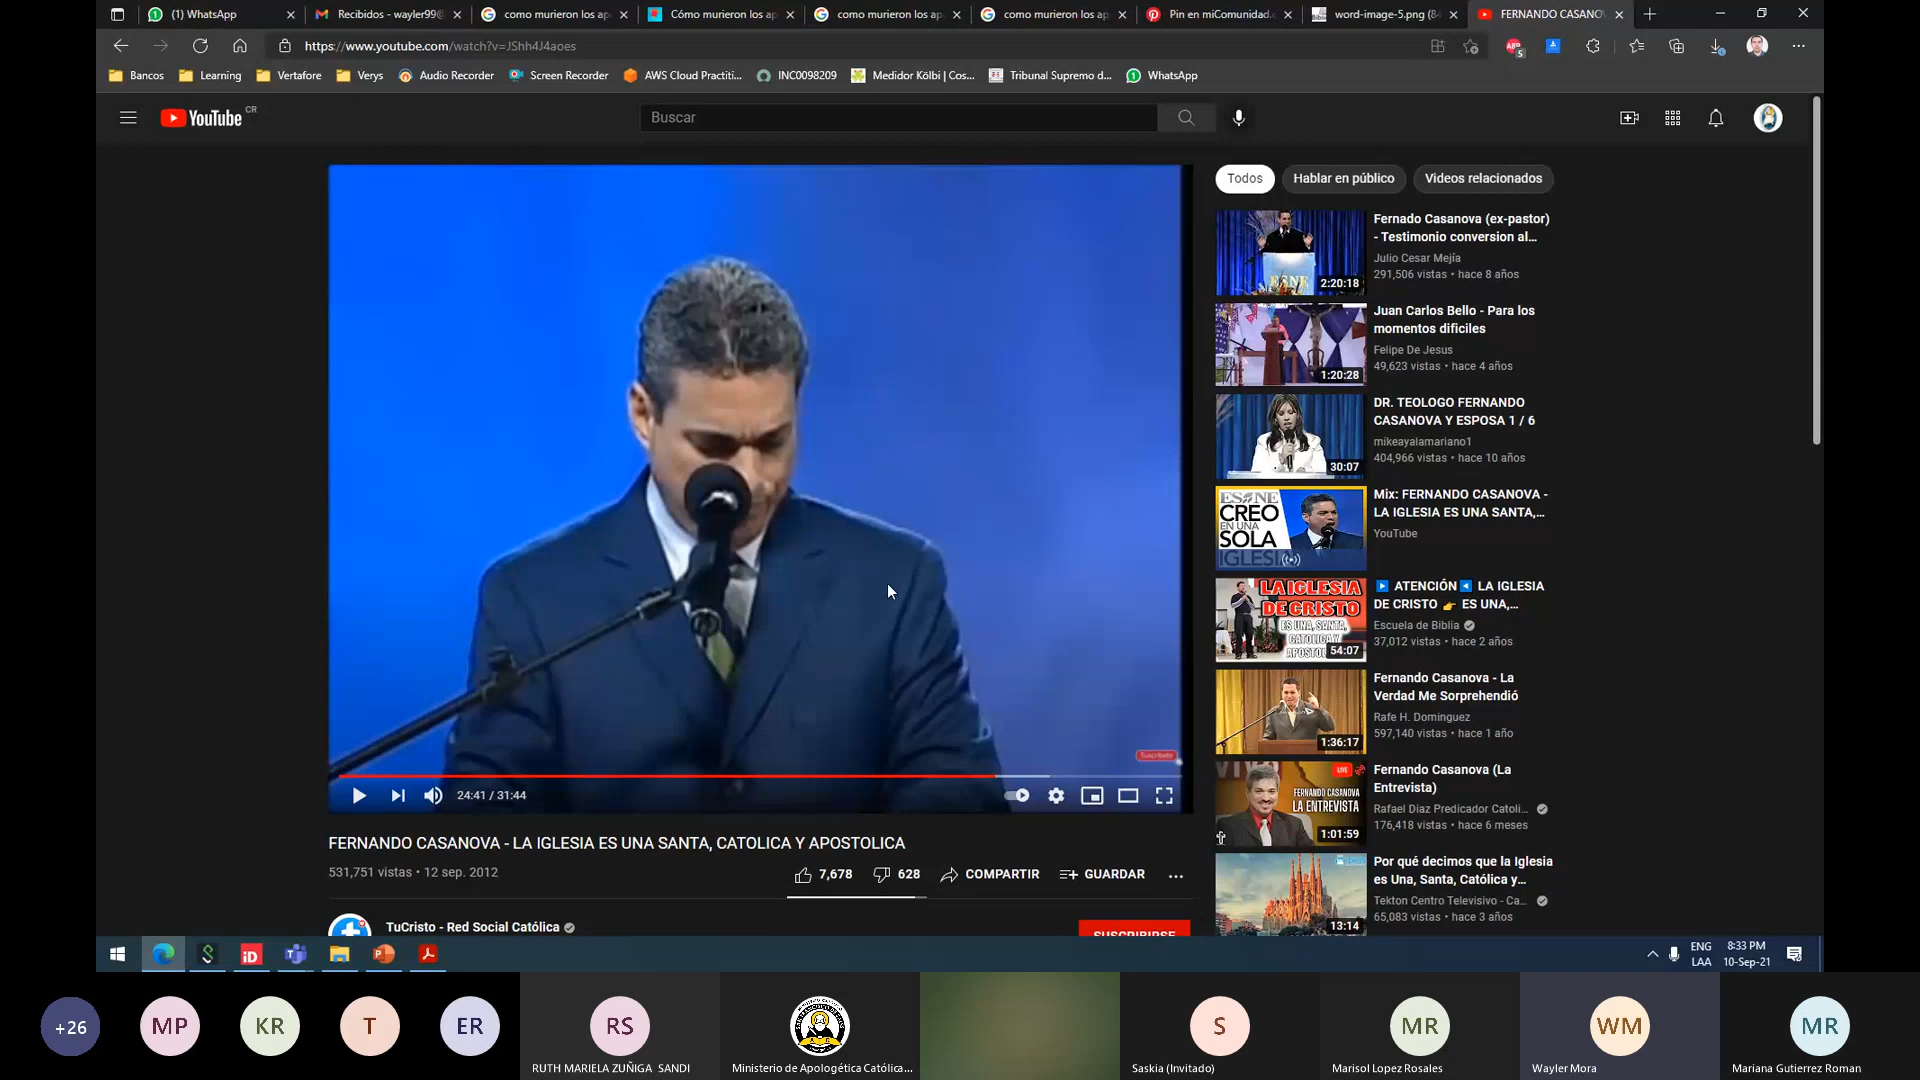 (1) WhatsApp
Recibidos - wayler99@
como murieron los ap
Cómo murieron los ap
como murieron los ap
como murieron los ap
Pin en miComunidad.
word-image-5.png (8
FERNANDO CASANO
https://www.youtube.com/watch?v=JShh4J4aoes
Bancos
Learning
Vertafore
Verys
Audio Recorder
Screen Recorder
AWS Cloud Practiti...
INC0098209
Medidor Kölbi | Cos...
Tribunal Supremo d...
WhatsApp
YouTube CR
Buscar
Todos
Hablar en público
Videos relacionados
Fernado Casanova (ex-pastor)
- Testimonio conversion al...
Julio Cesar Mejía
291,506 vistas • hace 8 años
2:20:18
Juan Carlos Bello - Para los
momentos dificiles
Felipe De Jesus
49,623 vistas • hace 4 años
1:20:28
DR. TEOLOGO FERNANDO
CASANOVA Y ESPOSA 1 / 6
mikeayalamariano1
404,966 vistas • hace 10 años
30:07
ESNE
CREO
EN UNA
SOLA
IGLESIA
Mix: FERNANDO CASANOVA -
LA IGLESIA ES UNA SANTA,...
YouTube
LA IGLESIA
DE CRISTO
ES UNA, SANTA,
CATOLICA Y
54:07
ATENCIÓN LA IGLESIA
DE CRISTO ES UNA,...
Escuela de Biblia
37,012 vistas • hace 2 años
Fernando Casanova - La
Verdad Me Sorprehendió
Rafe H. Dominguez
597,140 vistas • hace 1 año
1:36:17
LIVE
FERNANDO CASANOVA
LA ENTREVISTA
1:01:59
Fernando Casanova (La
Entrevista)
Rafael Diaz Predicador Catoli...
176,418 vistas • hace 6 meses
Por qué decimos que la Iglesia
es Una, Santa, Católica y...
Tekton Centro Televisivo - Ca...
65,083 vistas • hace 3 años
13:14
Suscríbete
24:41 / 31:44
FERNANDO CASANOVA - LA IGLESIA ES UNA SANTA, CATOLICA Y APOSTOLICA
531,751 vistas • 12 sep. 2012
7,678
628
COMPARTIR
GUARDAR
TuCristo - Red Social Católica
SUSCRIBIRSE
ENG
LAA
8:33 PM
10-Sep-21
+26
MP
KR
T
ER
RS
RUTH MARIELA ZUÑIGA SANDI
Ministerio de Apologética Católica...
S
Saskia (Invitado)
MR
Marisol Lopez Rosales
WM
Wayler Mora
MR
Mariana Gutierrez Roman